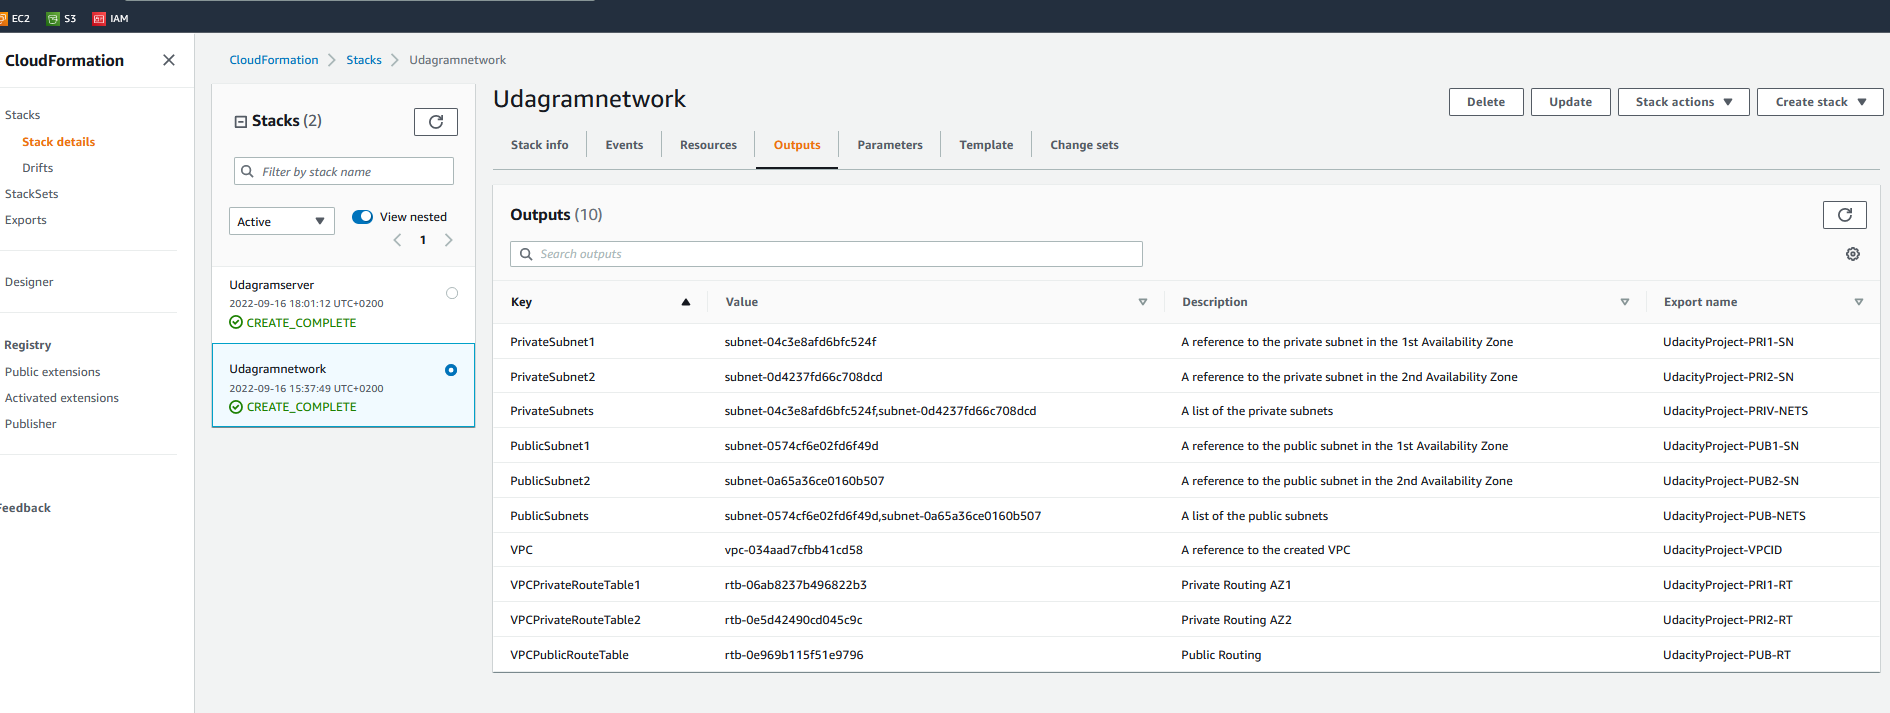 EC2 S3 IAM
CloudFormation
Stacks
Stack details
Drifts
StackSets
Exports
Designer
Registry
Public extensions
Activated extensions
Publisher
Feedback
CloudFormation Stacks Udagramnetwork
Stacks (2)
Filter by stack name
Active View nested
1
Udagramserver
2022-09-16 18:01:12 UTC+0200
CREATE_COMPLETE
Udagramnetwork
2022-09-16 15:37:49 UTC+0200
CREATE_COMPLETE
Udagramnetwork
Delete Update Stack actions Create stack
Stack info Events Resources Outputs Parameters Template Change sets
Outputs (10)
Search outputs
Key Value Description Export name
PrivateSubnet1 subnet-04c3e8afd6bfc524f A reference to the private subnet in the 1st Availability Zone UdacityProject-PRI1-SN
PrivateSubnet2 subnet-0d4237fd66c708dcd A reference to the private subnet in the 2nd Availability Zone UdacityProject-PRI2-SN
PrivateSubnets subnet-04c3e8afd6bfc524f,subnet-0d4237fd66c708dcd A list of the private subnets UdacityProject-PRIV-NETS
PublicSubnet1 subnet-0574cf6e02fd6f49d A reference to the public subnet in the 1st Availability Zone UdacityProject-PUB1-SN
PublicSubnet2 subnet-0a65a36ce0160b507 A reference to the public subnet in the 2nd Availability Zone UdacityProject-PUB2-SN
PublicSubnets subnet-0574cf6e02fd6f49d,subnet-0a65a36ce0160b507 A list of the public subnets UdacityProject-PUB-NETS
VPC vpc-034aad7cfbb41cd58 A reference to the created VPC UdacityProject-VPCID
VPCPrivateRouteTable1 rtb-06ab8237b496822b3 Private Routing AZ1 UdacityProject-PRI1-RT
VPCPrivateRouteTable2 rtb-0e5d42490cd045c9c Private Routing AZ2 UdacityProject-PRI2-RT
VPCPublicRouteTable rtb-0e969b115f51e9796 Public Routing UdacityProject-PUB-RT